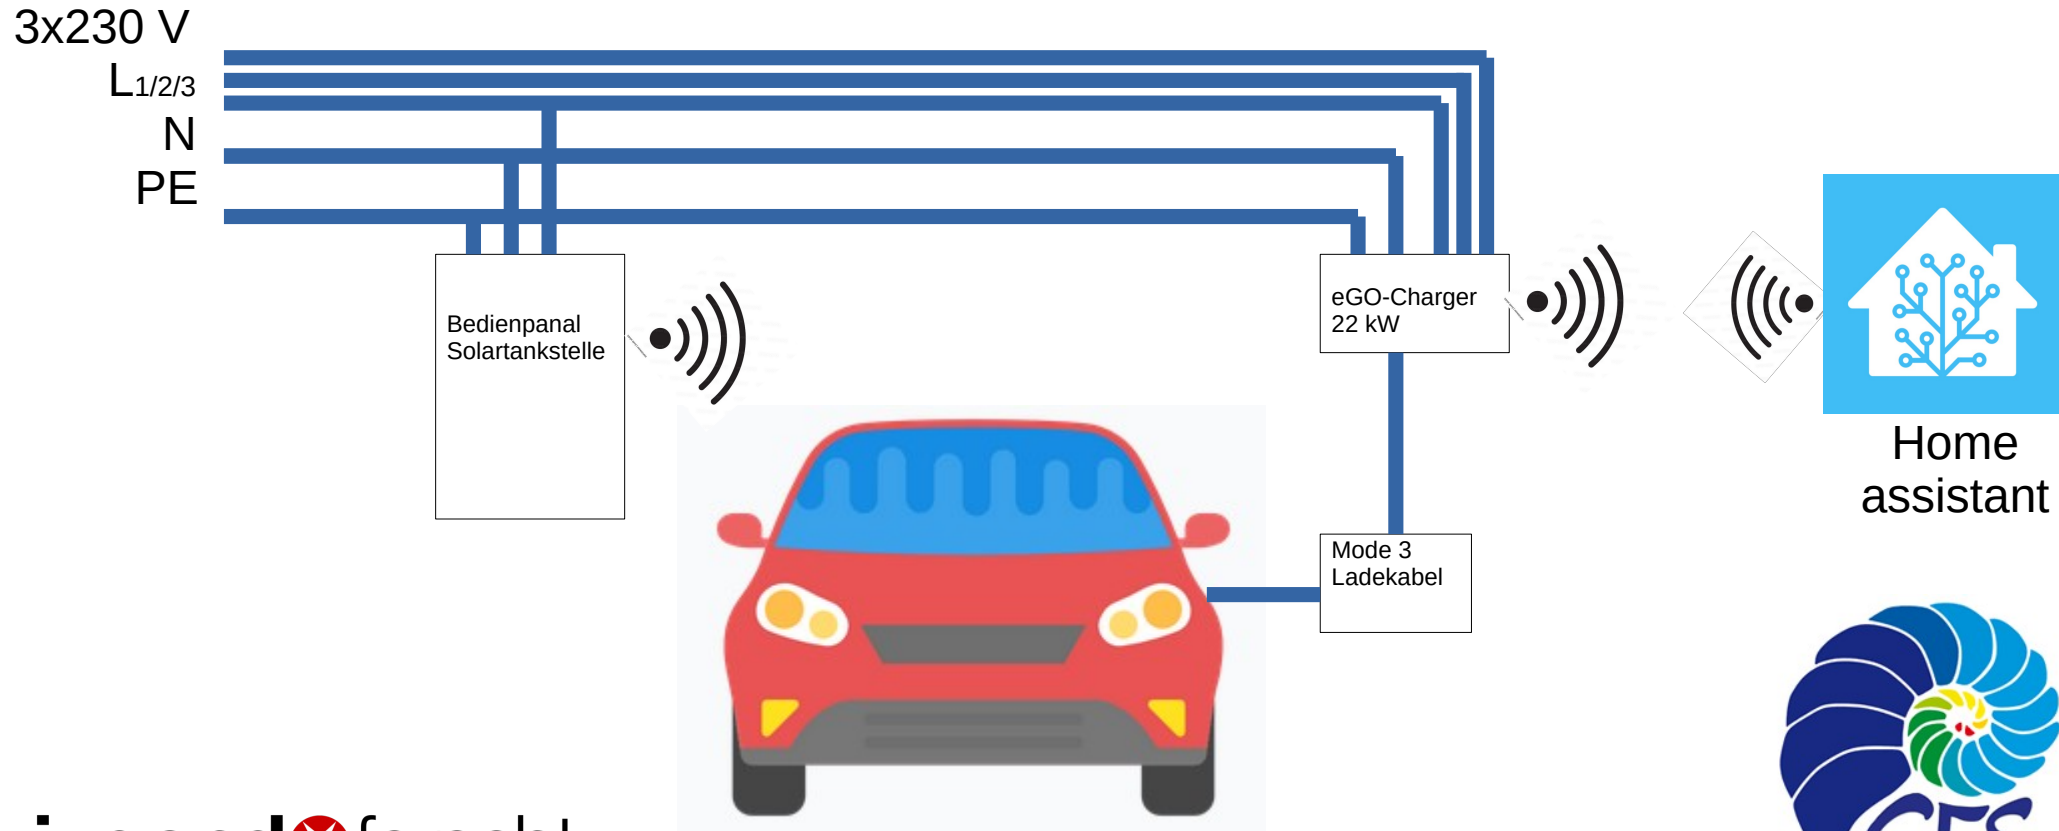 3x230 V
L1/2/3
N
PE
Bedienpanal
Solartankstelle
eGO-Charger
22 kW
Mode 3
Ladekabel
Home
assistant